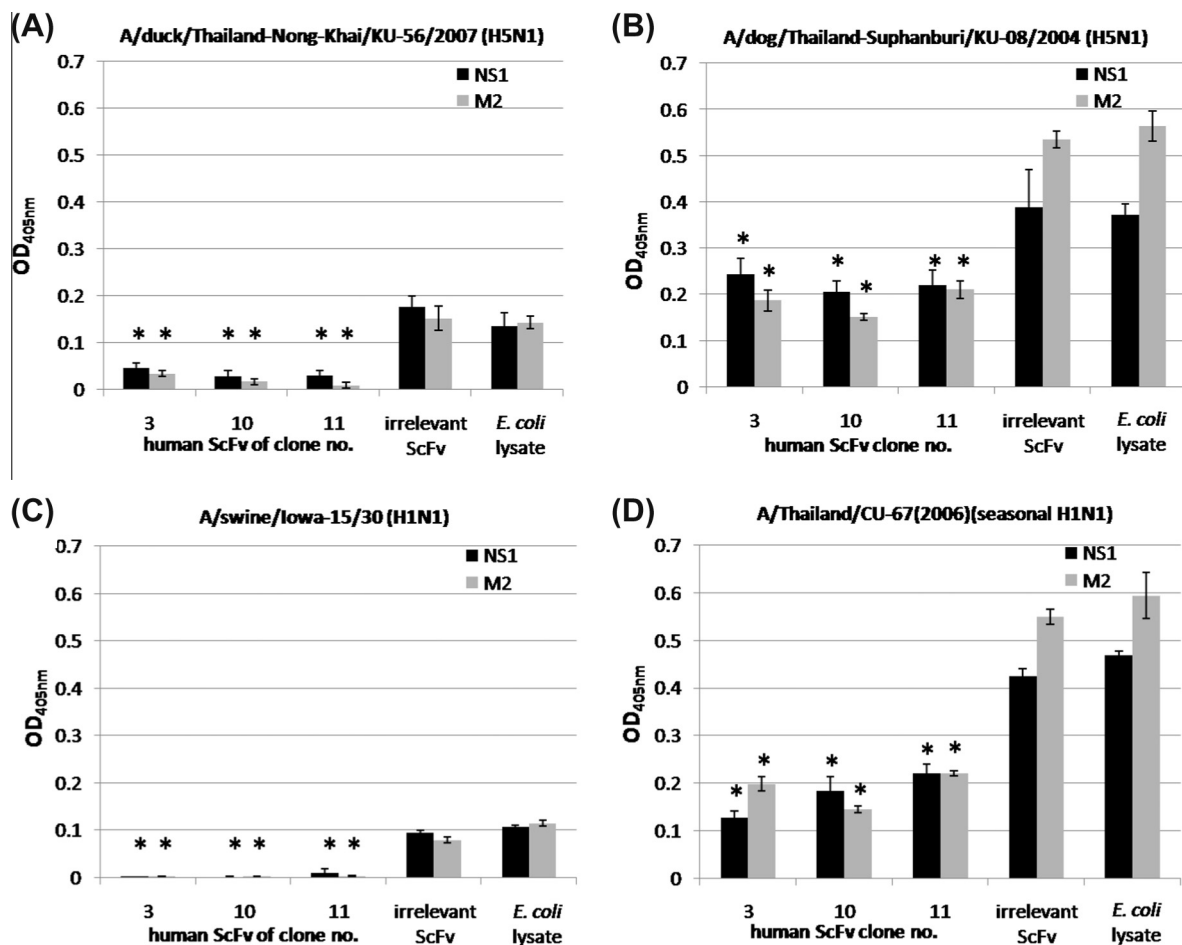 (A)
A/duck/Thailand-Nong-Khai/KU-56/2007 (H5N1)
0.7
0.6
0.5
0.4
0.3
0.2
0.1
0
OD405nm
NS1
M2
* * * * * *
3 10 11 irrelevant E. coli
human ScFv of clone no. ScFv lysate
(B)
A/dog/Thailand-Suphanburi/KU-08/2004 (H5N1)
0.7
0.6
0.5
0.4
0.3
0.2
0.1
0
OD405nm
NS1
M2
* * * * * *
3 10 11 irrelevant E. coli
human ScFv of clone no. ScFv lysate
(C)
A/swine/Iowa-15/30 (H1N1)
0.7
0.6
0.5
0.4
0.3
0.2
0.1
0
OD405nm
NS1
M2
* * * * * *
3 10 11 irrelevant E. coli
human ScFv of clone no. ScFv lysate
(D)
A/Thailand/CU-67(2006)(seasonal H1N1)
0.7
0.6
0.5
0.4
0.3
0.2
0.1
0
OD405nm
NS1
M2
* * * * * *
3 10 11 irrelevant E. coli
human ScFv of clone no. ScFv lysate